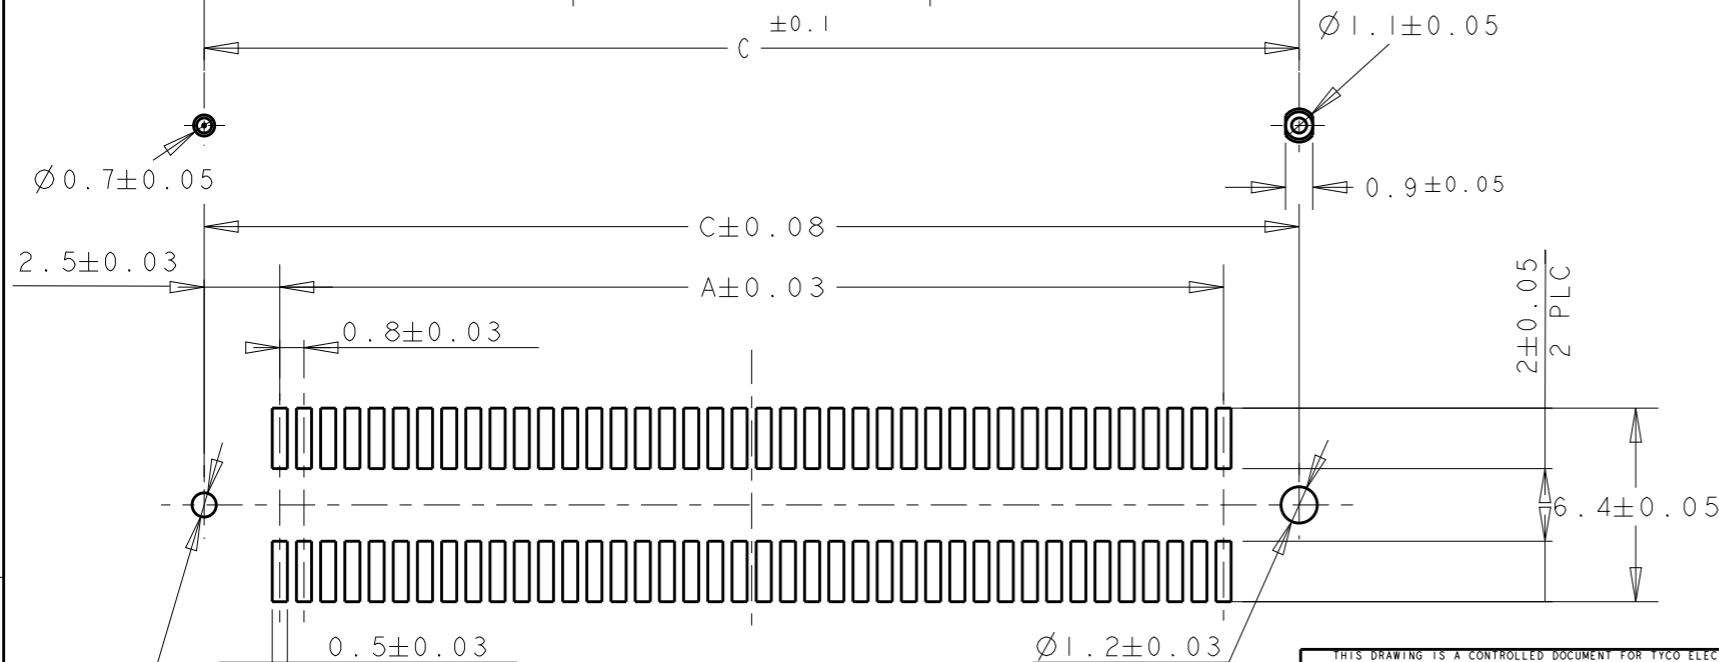 ±0.1
C
Ø1.1±0.05
Ø0.7±0.05
0.9±0.05
C±0.08
2.5±0.03
A±0.03
2±0.05
2 PLC
0.8±0.03
6.4±0.05
0.5±0.03
Ø1.2±0.03
THIS DRAWING IS A CONTROLLED DOCUMENT FOR TYCO ELEC